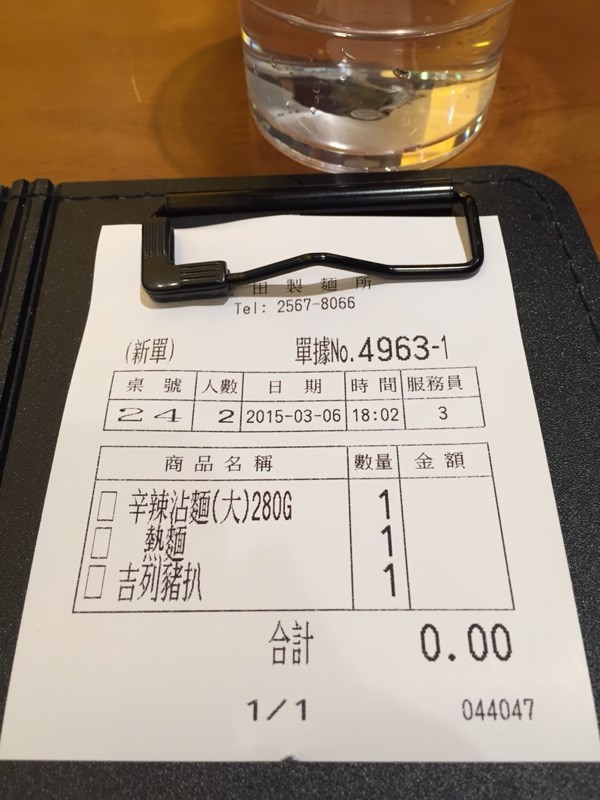 田製麵所
Tel: 2567-8066
(新單) 單據No.4963-1
桌號 人數 日期 時間 服務員
24 2 2015-03-06 18:02 3
商品名稱 數量 金額
辛辣沾麵(大)280G 1
熱麵 1
吉列豬扒 1
合計 0.00
1/1 044047